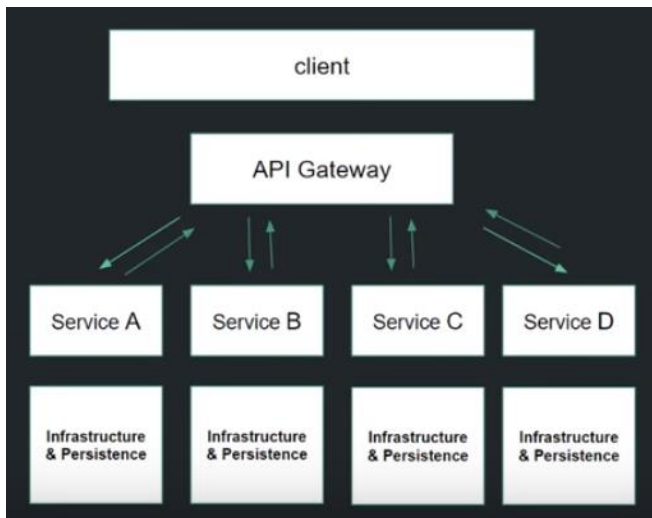 client
API Gateway
Service A
Service B
Service C
Service D
Infrastructure
& Persistence
Infrastructure
& Persistence
Infrastructure
& Persistence
Infrastructure
& Persistence